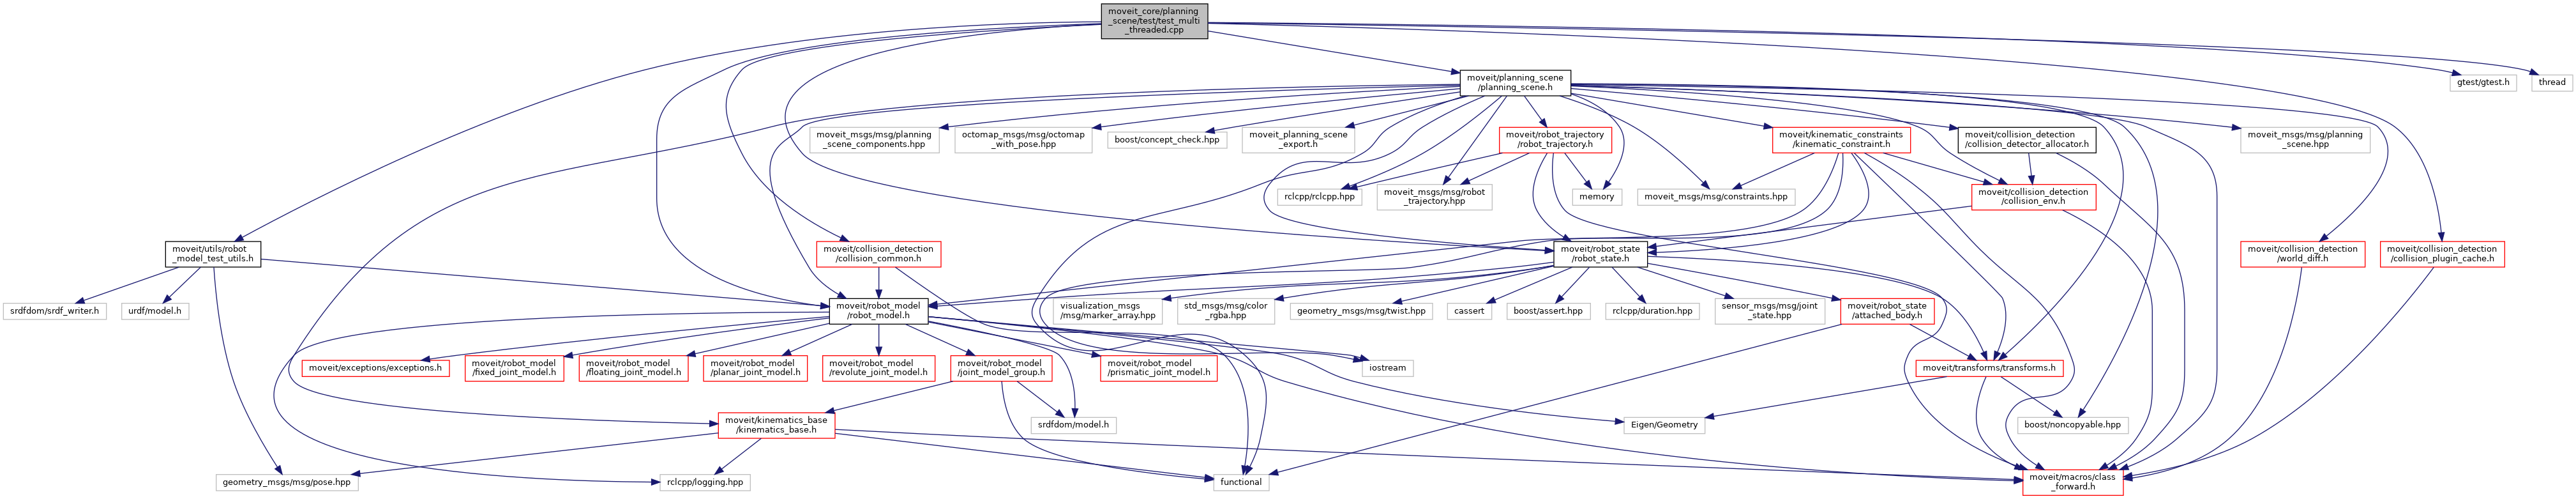 moveit_core/planning
_scene/test/test_multi
_threaded.cpp
moveit/planning_scene
/planning_scene.h
gtest/gtest.h
thread
moveit_msgs/msg/planning
_scene_components.hpp
octomap_msgs/msg/octomap
_with_pose.hpp
boost/concept_check.hpp
moveit_planning_scene
_export.h
moveit/robot_trajectory
/robot_trajectory.h
moveit/kinematic_constraints
/kinematic_constraint.h
moveit/collision_detection
/collision_detector_allocator.h
moveit_msgs/msg/planning
_scene.hpp
rclcpp/rclcpp.hpp
moveit_msgs/msg/robot
_trajectory.hpp
memory
moveit_msgs/msg/constraints.hpp
moveit/collision_detection
/collision_env.h
moveit/utils/robot
_model_test_utils.h
moveit/collision_detection
/collision_common.h
moveit/robot_state
/robot_state.h
moveit/collision_detection
/world_diff.h
moveit/collision_detection
/collision_plugin_cache.h
srdfdom/srdf_writer.h
urdf/model.h
moveit/robot_model
/robot_model.h
visualization_msgs
/msg/marker_array.hpp
std_msgs/msg/color
_rgba.hpp
geometry_msgs/msg/twist.hpp
cassert
boost/assert.hpp
rclcpp/duration.hpp
sensor_msgs/msg/joint
_state.hpp
moveit/robot_state
/attached_body.h
moveit/exceptions/exceptions.h
moveit/robot_model
/fixed_joint_model.h
moveit/robot_model
/floating_joint_model.h
moveit/robot_model
/planar_joint_model.h
moveit/robot_model
/revolute_joint_model.h
moveit/robot_model
/joint_model_group.h
moveit/robot_model
/prismatic_joint_model.h
iostream
moveit/transforms/transforms.h
moveit/kinematics_base
/kinematics_base.h
srdfdom/model.h
Eigen/Geometry
boost/noncopyable.hpp
geometry_msgs/msg/pose.hpp
rclcpp/logging.hpp
functional
moveit/macros/class
_forward.h